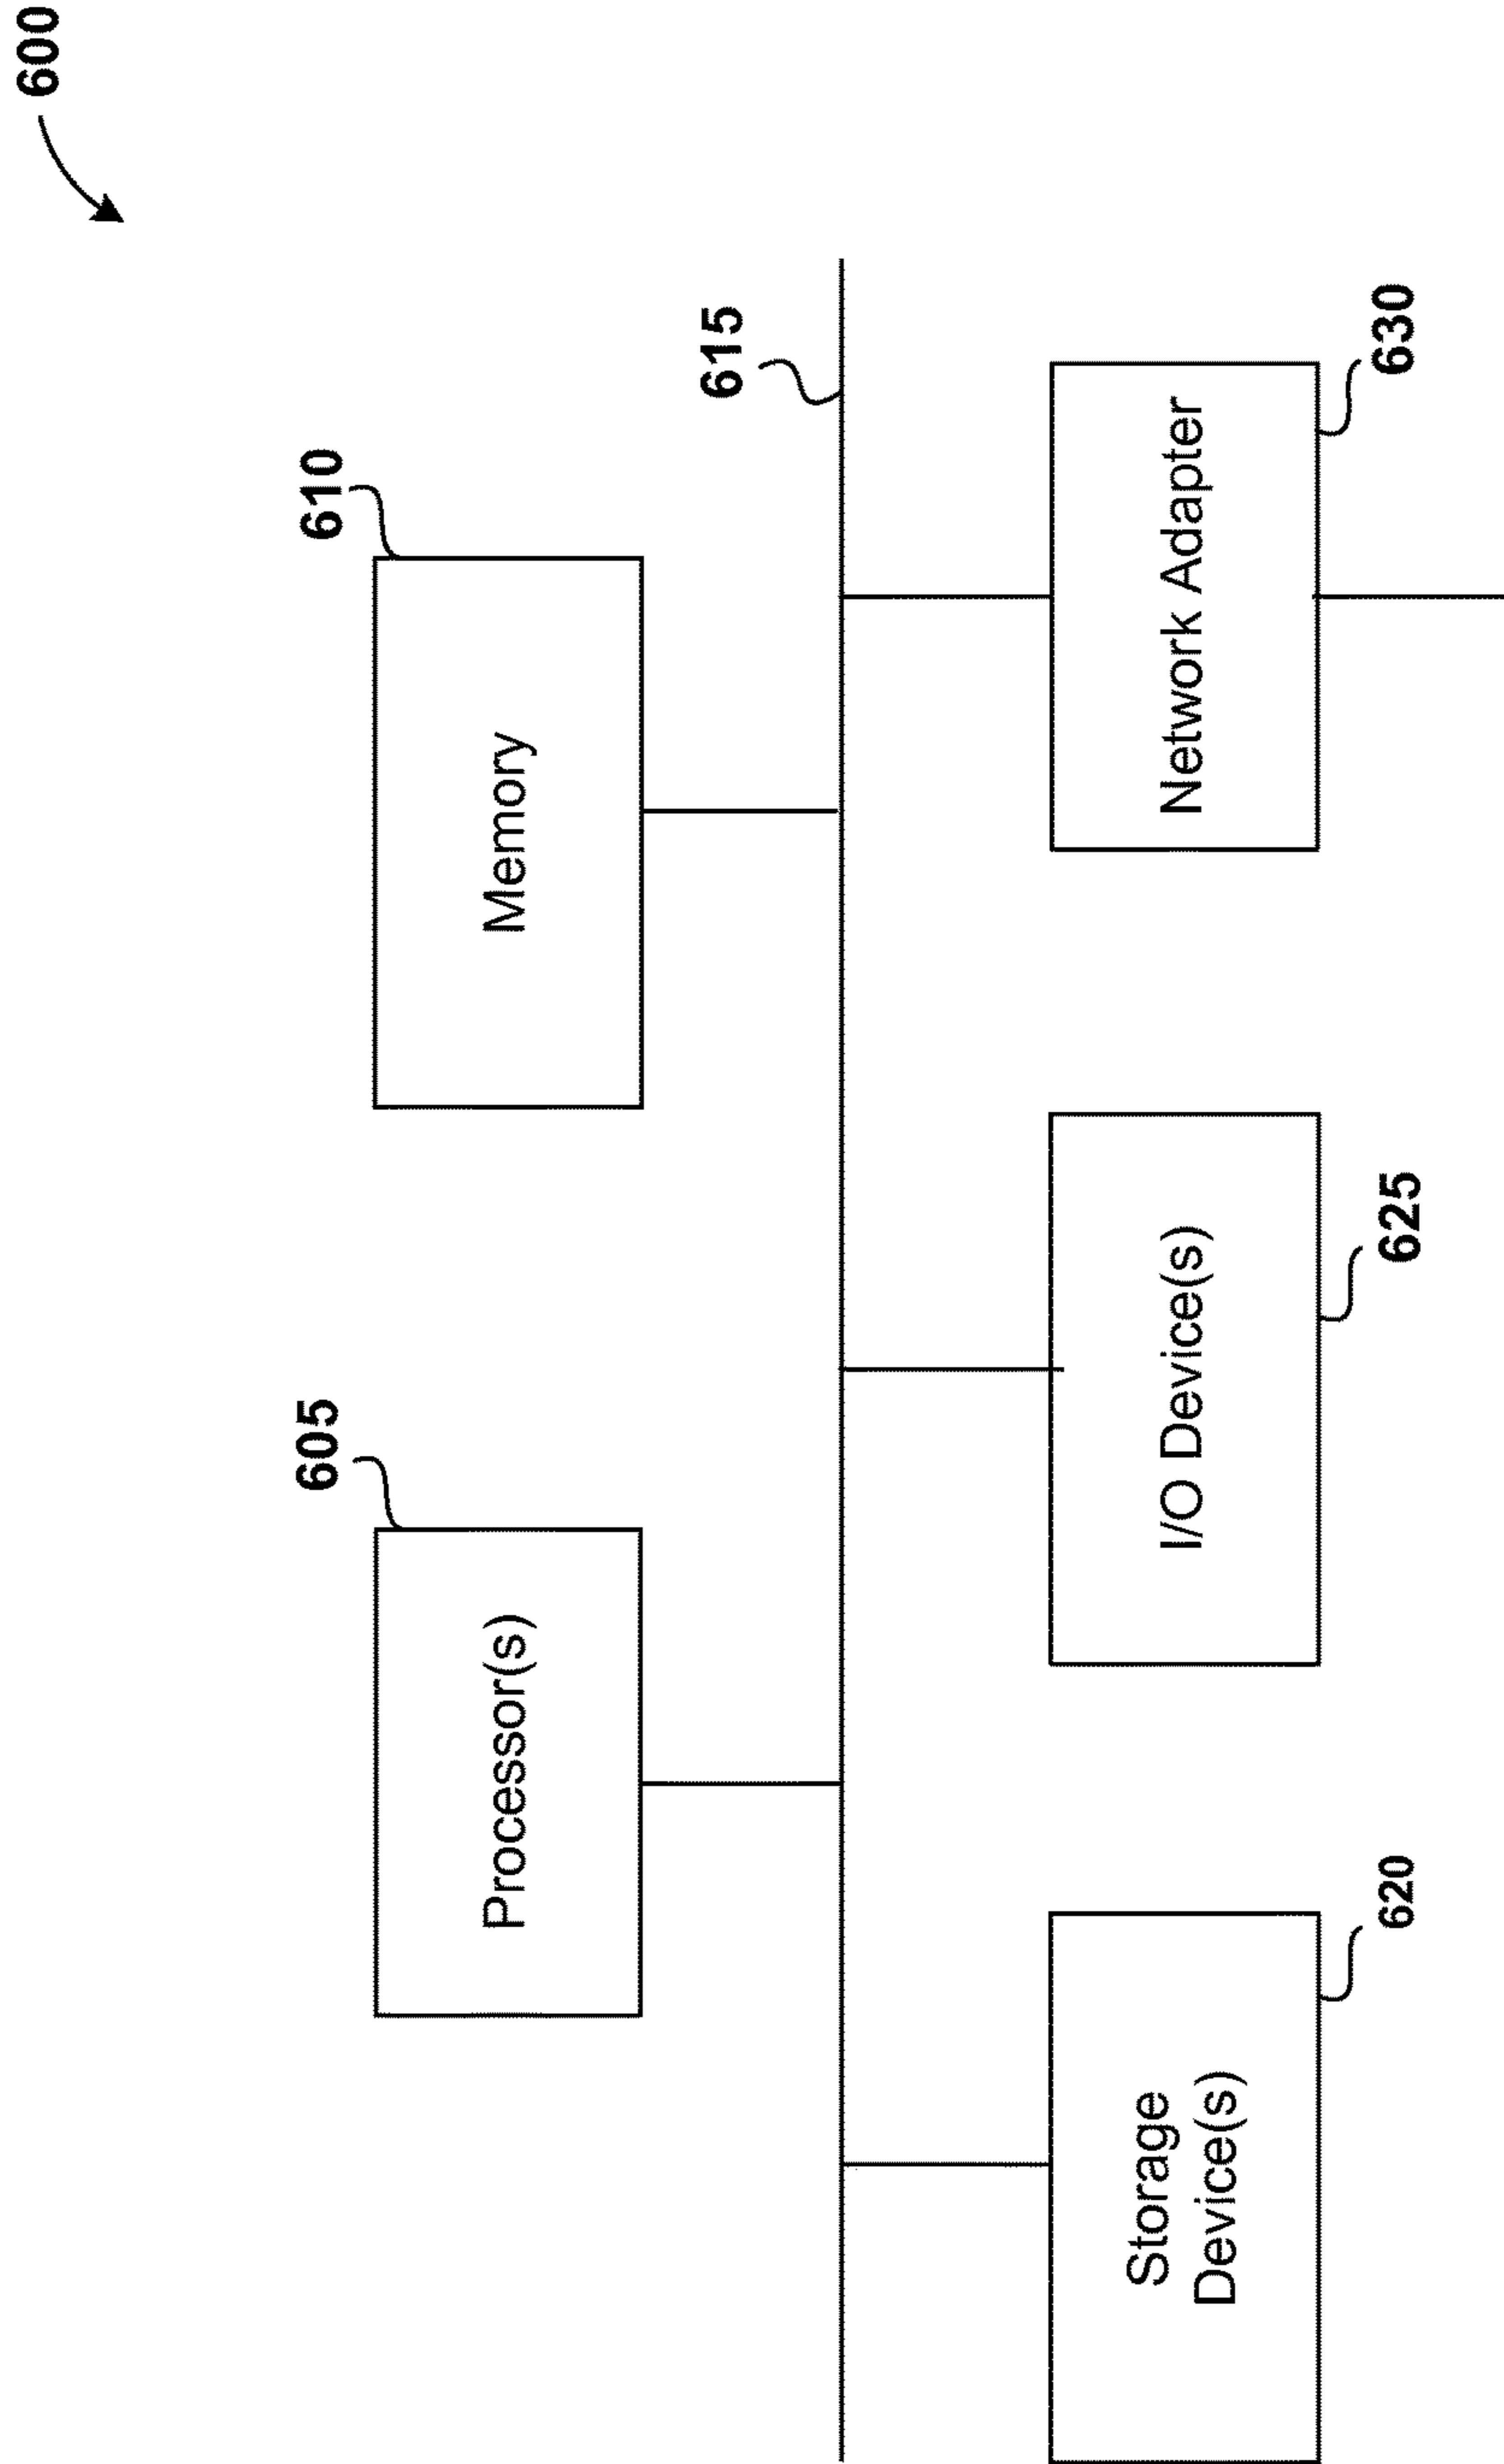 600
605
Processor(s)
610
Memory
615
Storage
Device(s)
620
I/O Device(s)
625
Network Adapter
630